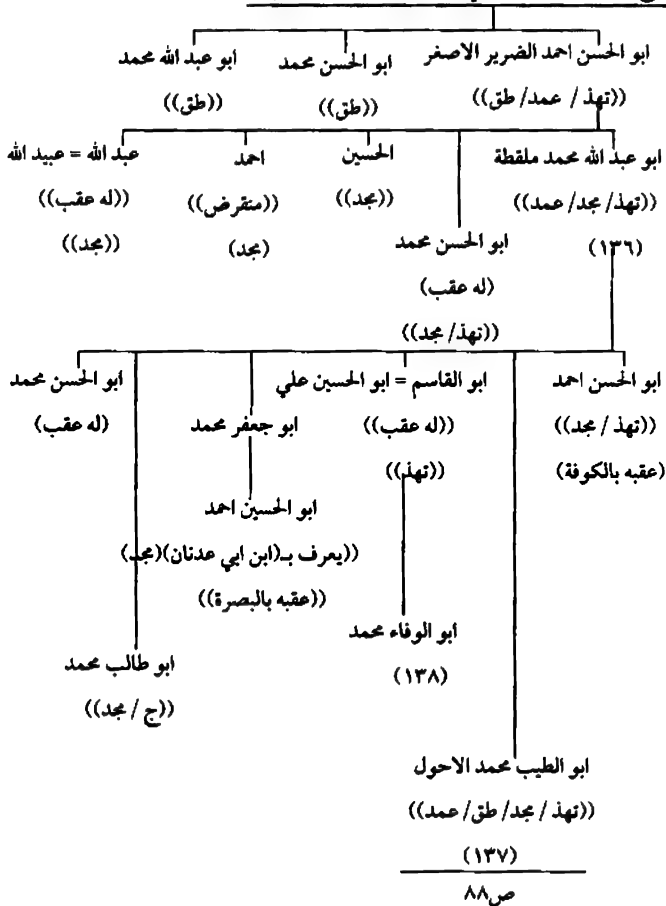 ابو الحسن احمد الضرير الاصغر
((تهذ / عمد/ طق))
ابو الحسن محمد
((طق))
ابو عبد الله محمد
((طق))
ابو عبد الله محمد ملقطة
((تهذ/ مجد/ عمد))
(١٣٦)
ابو الحسن محمد
(له عقب)
((تهذ/ مجد))
الحسين
((مجد))
احمد
((منقرض))
(مجد)
عبد الله = عبيد الله
((له عقب))
((مجد))
ابو الحسن احمد
((تهذ / مجد))
(عقبه بالكوفة)
ابو القاسم = ابو الحسين علي
((له عقب))
((تهذ))
ابو جعفر محمد
ابو الحسن محمد
(له عقب)
ابو الحسين احمد
((يعرف بـ(ابن ابي عدنان)(مجد)
((عقبه بالبصرة))
ابو الوفاء محمد
(١٣٨)
ابو طالب محمد
((ج / مجد))
ابو الطيب محمد الاحول
((تهذ / مجد/ طق/ عمد))
(١٣٧)
ص٨٨